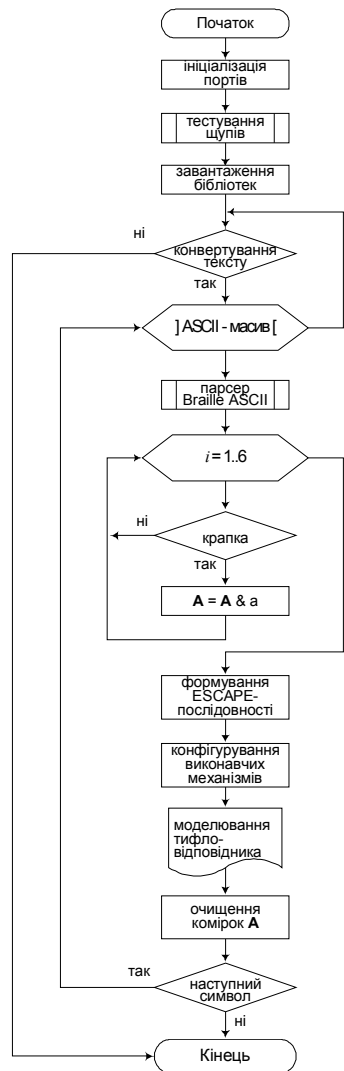 Початок
ініціалізація
портів
тестування
щупів
завантаження
бібліотек
ні
конвертування
тексту
так
] ASCII - масив [
парсер
Braille ASCII
i = 1..6
ні
крапка
так
A = A & a
формування
ESCAPE-
послідовності
конфігурування
виконавчих
механізмів
моделювання
тифло-
відповідника
очищення
комірок A
так
наступний
символ
ні
Кінець